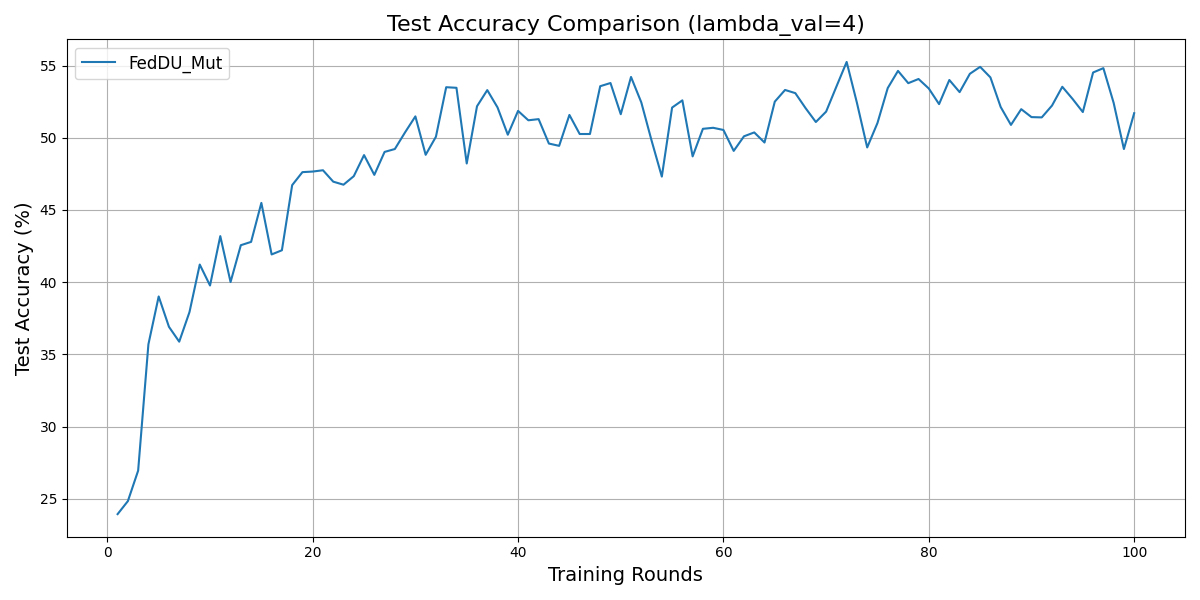 Test Accuracy Comparison (lambda_val=4)
FedDU_Mut
Test Accuracy (%)
55
50
45
40
35
30
25
0 20 40 60 80 100
Training Rounds